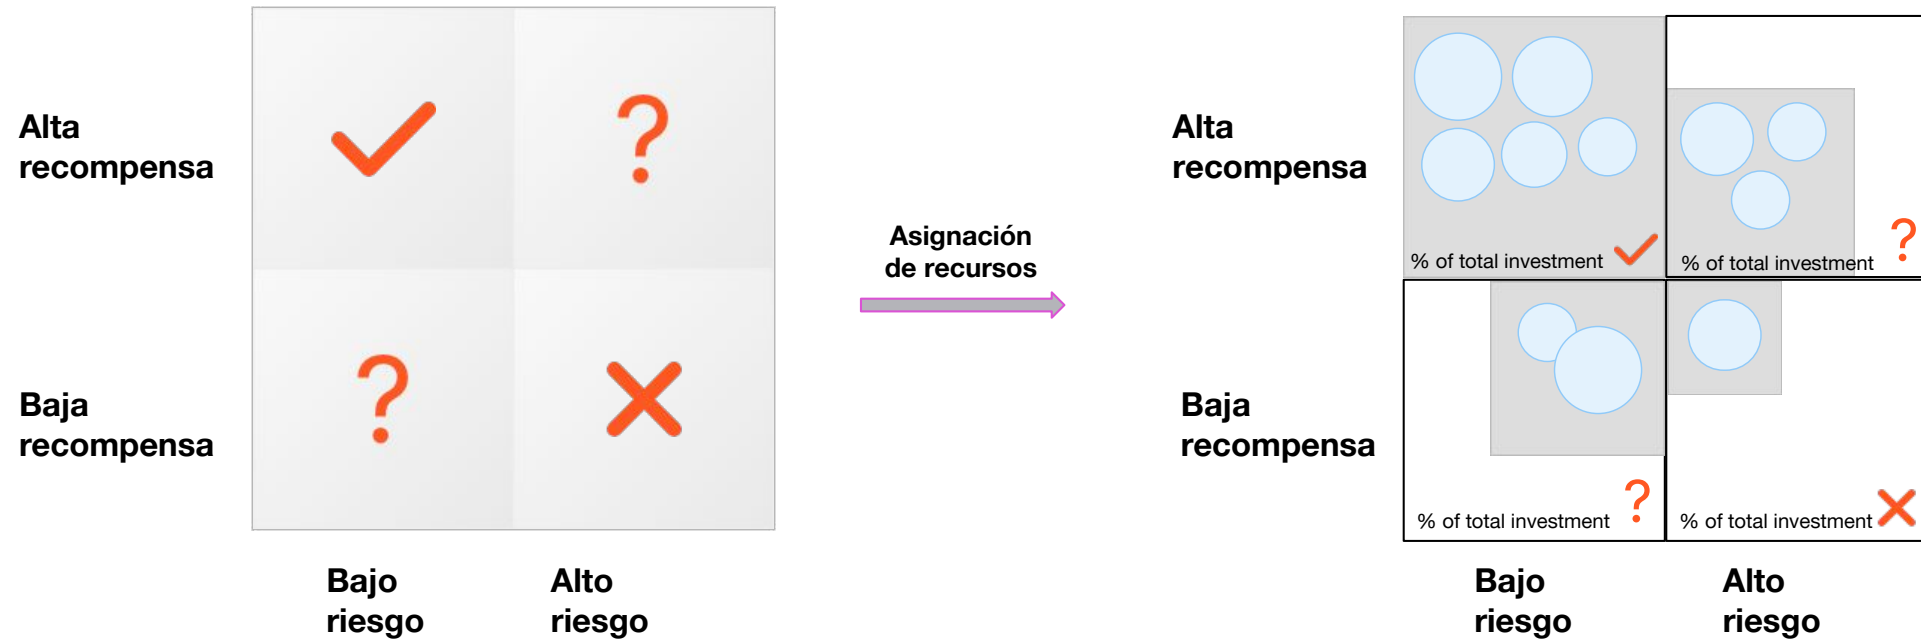 Alta
recompensa
Baja
recompensa
Bajo
riesgo
Alto
riesgo
Asignación
de recursos
Alta
recompensa
Baja
recompensa
% of total investment
% of total investment
% of total investment
% of total investment
Bajo
riesgo
Alto
riesgo